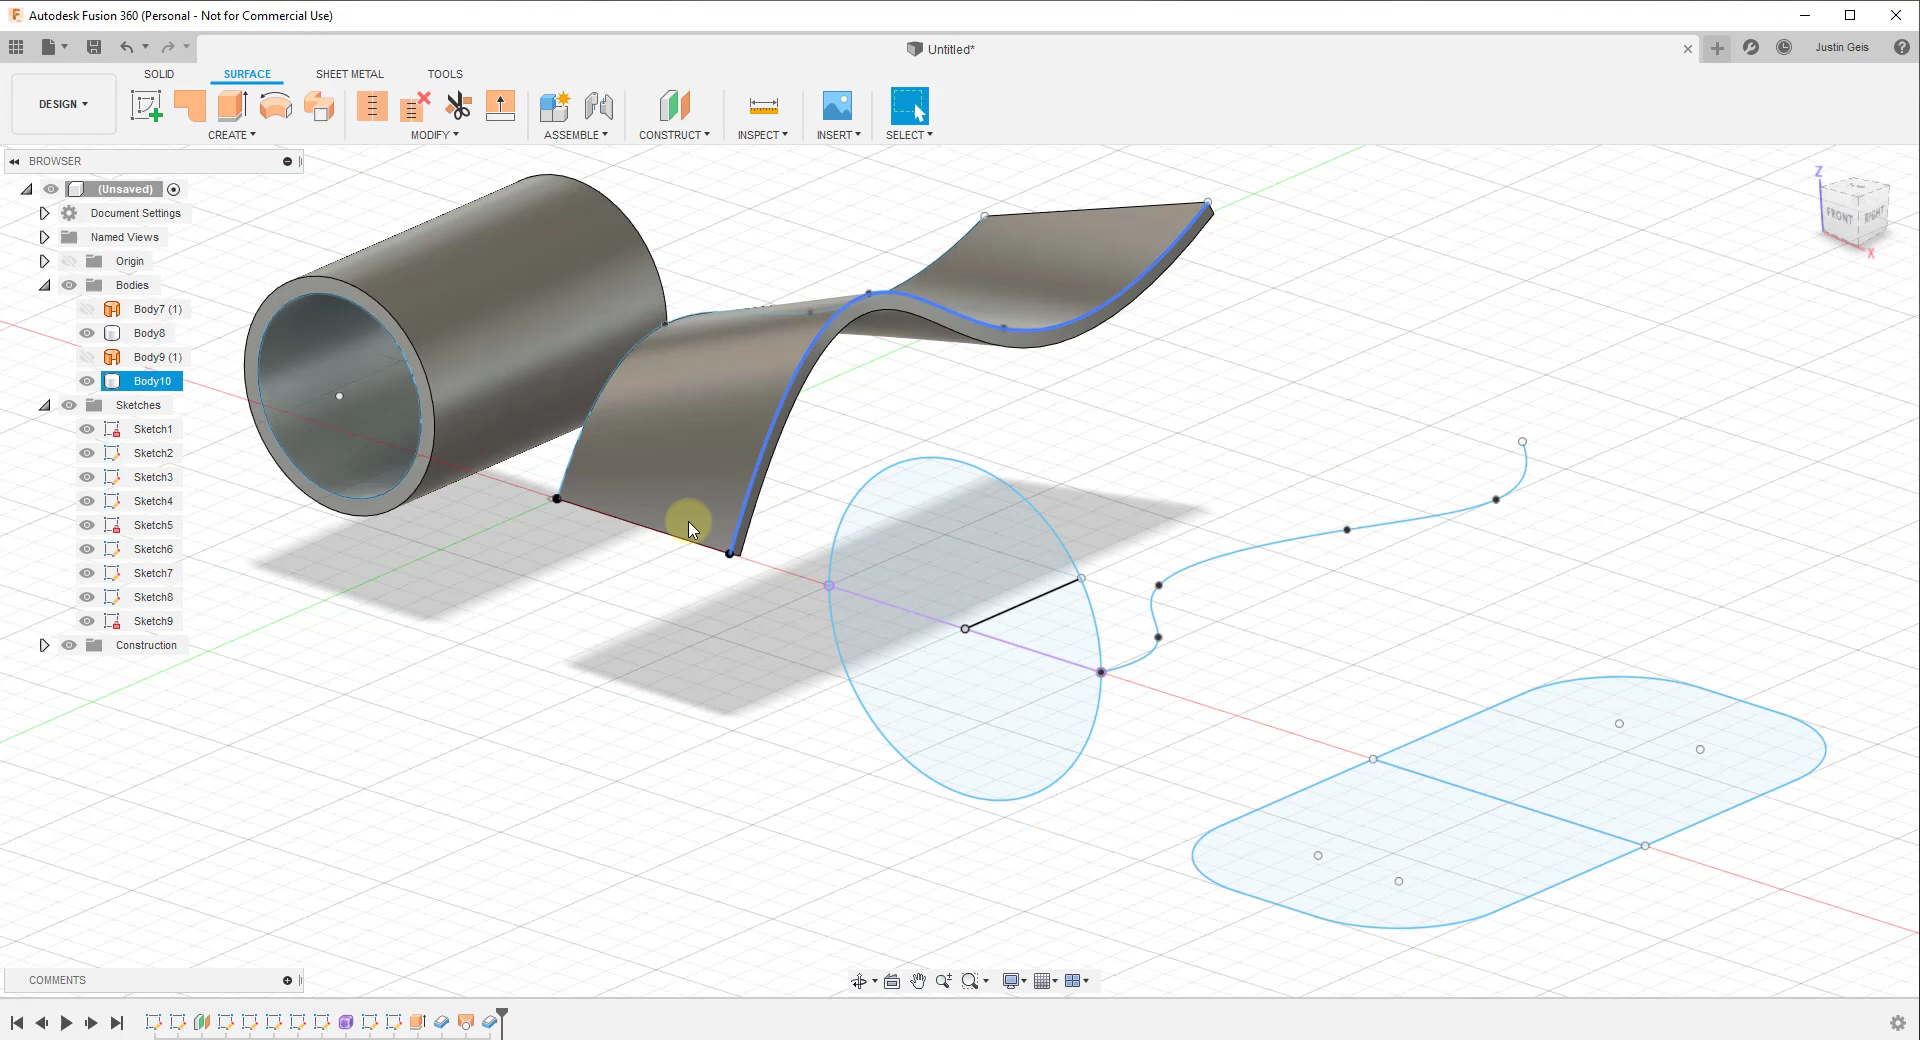 Autodesk Fusion 360 (Personal - Not for Commercial Use)
Untitled*
Justin Geis
SOLID
SURFACE
SHEET METAL
TOOLS
DESIGN
CREATE
MODIFY
ASSEMBLE
CONSTRUCT
INSPECT
INSERT
SELECT
BROWSER
(Unsaved)
Document Settings
Named Views
Origin
Bodies
Body7 (1)
Body8
Body9 (1)
Body10
Sketches
Sketch1
Sketch2
Sketch3
Sketch4
Sketch5
Sketch6
Sketch7
Sketch8
Sketch9
Construction
Z
FRONT
RIGHT
X
COMMENTS